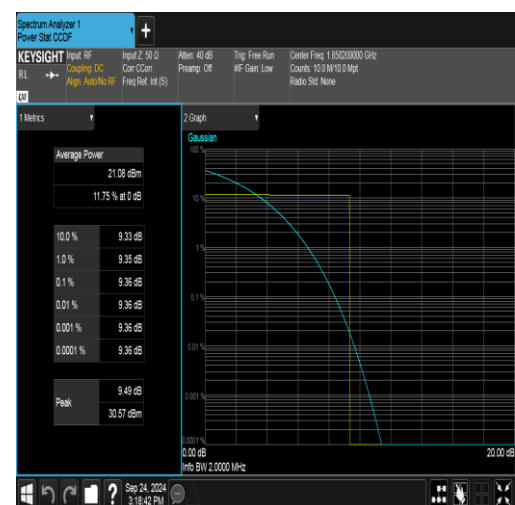 Spectrum Analyzer 1
Power Stat CCDF
+
KEYSIGHT
RL
Input: RF
Coupling: DC
Align: Auto/No RF
Input Z: 50 Ω
Corr CCorr
Freq Ref: Int (S)
Atten: 40 dB
Preamp: Off
Trig: Free Run
#IF Gain: Low
Center Freq: 1.850200000 GHz
Counts: 10.0 M/10.0 Mpt
Radio Std: None
1 Metrics
Average Power
21.08 dBm
11.75 % at 0 dB
10.0 % 9.33 dB
1.0 % 9.35 dB
0.1 % 9.36 dB
0.01 % 9.36 dB
0.001 % 9.36 dB
0.0001 % 9.36 dB
Peak
9.49 dB
30.57 dBm
2 Graph
Gaussian
100 %
10 %
1 %
0.1 %
0.01 %
0.001 %
0.0001 %
0.00 dB
20.00 dB
Info BW 2.0000 MHz
?
Sep 24, 2024
3:18:42 PM